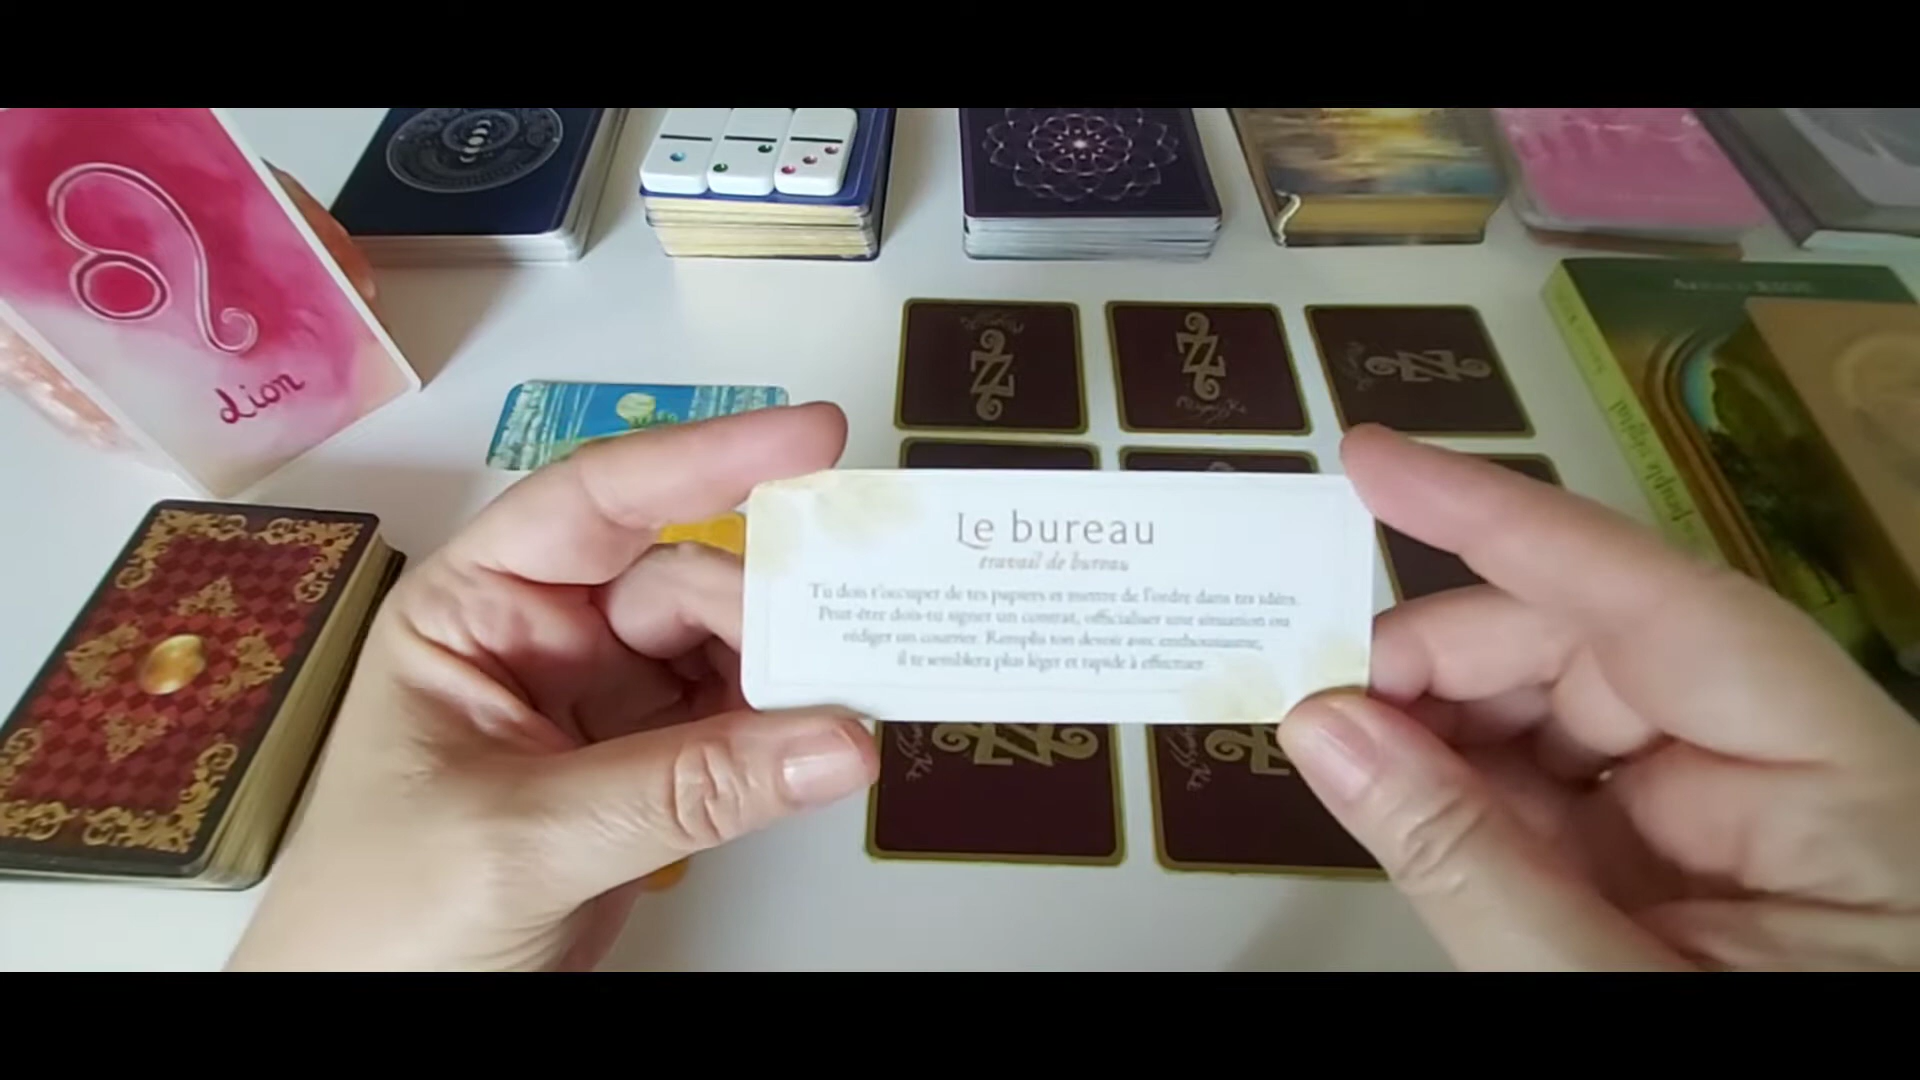 Lion
Le bureau
travail de bureau
Tu dois t'occuper de tes papiers et mettre de l'ordre dans tes idées.
Peut-être dois-tu signer un contrat, officialiser une situation ou
rédiger un courrier. Remplis ton devoir avec enthousiasme,
il te semblera plus léger et rapide à effectuer